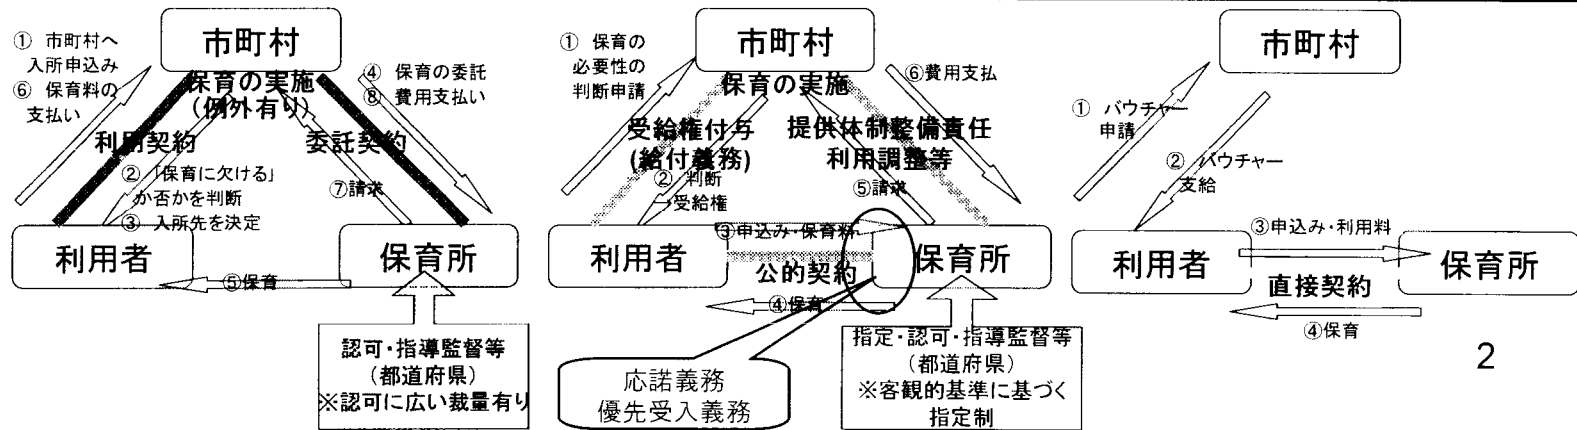 市町村
① 市町村へ
入所申込み
⑥ 保育料の
支払い
保育の実施
(例外有り)
④ 保育の委託
⑧ 費用支払い
利用契約
委託契約
② 「保育に欠ける」
か否かを判断
③ 入所先を決定
⑦請求
利用者
保育所
⑤保育
認可・指導監督等
(都道府県)
※認可に広い裁量有り
市町村
① 保育の
必要性の
判断申請
保育の実施
⑥費用支払
受給権付与
(給付義務)
提供体制整備責任
利用調整等
② 判断
受給権
⑤請求
利用者
③申込み・保育料
保育所
公的契約
④保育
応諾義務
優先受入義務
指定・認可・指導監督等
(都道府県)
※客観的基準に基づく
指定制
市町村
① バウチャー
申請
② バウチャー
支給
利用者
③申込み・利用料
保育所
直接契約
④保育
2